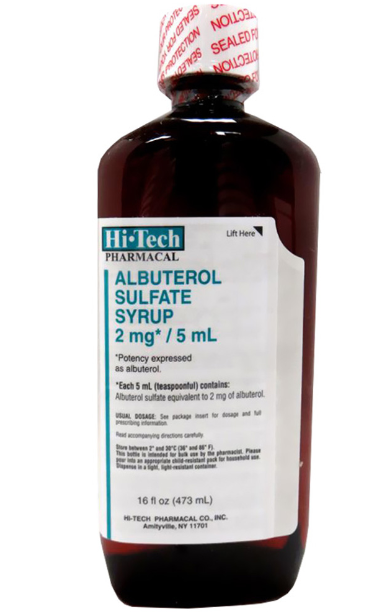 SEALED FOR
PROTECTION
SEALED FO
Hi•Tech
PHARMACAL
Lift Here
ALBUTEROL
SULFATE
SYRUP
2 mg* / 5 mL
*Potency expressed
as albuterol.
*Each 5 mL (teaspoonful) contains:
Albuterol sulfate equivalent to 2 mg of albuterol.
USUAL DOSAGE: See package insert for dosage and full
prescribing information.
Read accompanying directions carefully.
Store between 2° and 30°C (36° and 86° F).
This bottle is intended for bulk use by the pharmacist. Please
pour into an appropriate child-resistant pack for household use.
Dispense in a tight, light-resistant container.
16 fl oz (473 mL)
HI-TECH PHARMACAL CO., INC.
Amityville, NY 11701